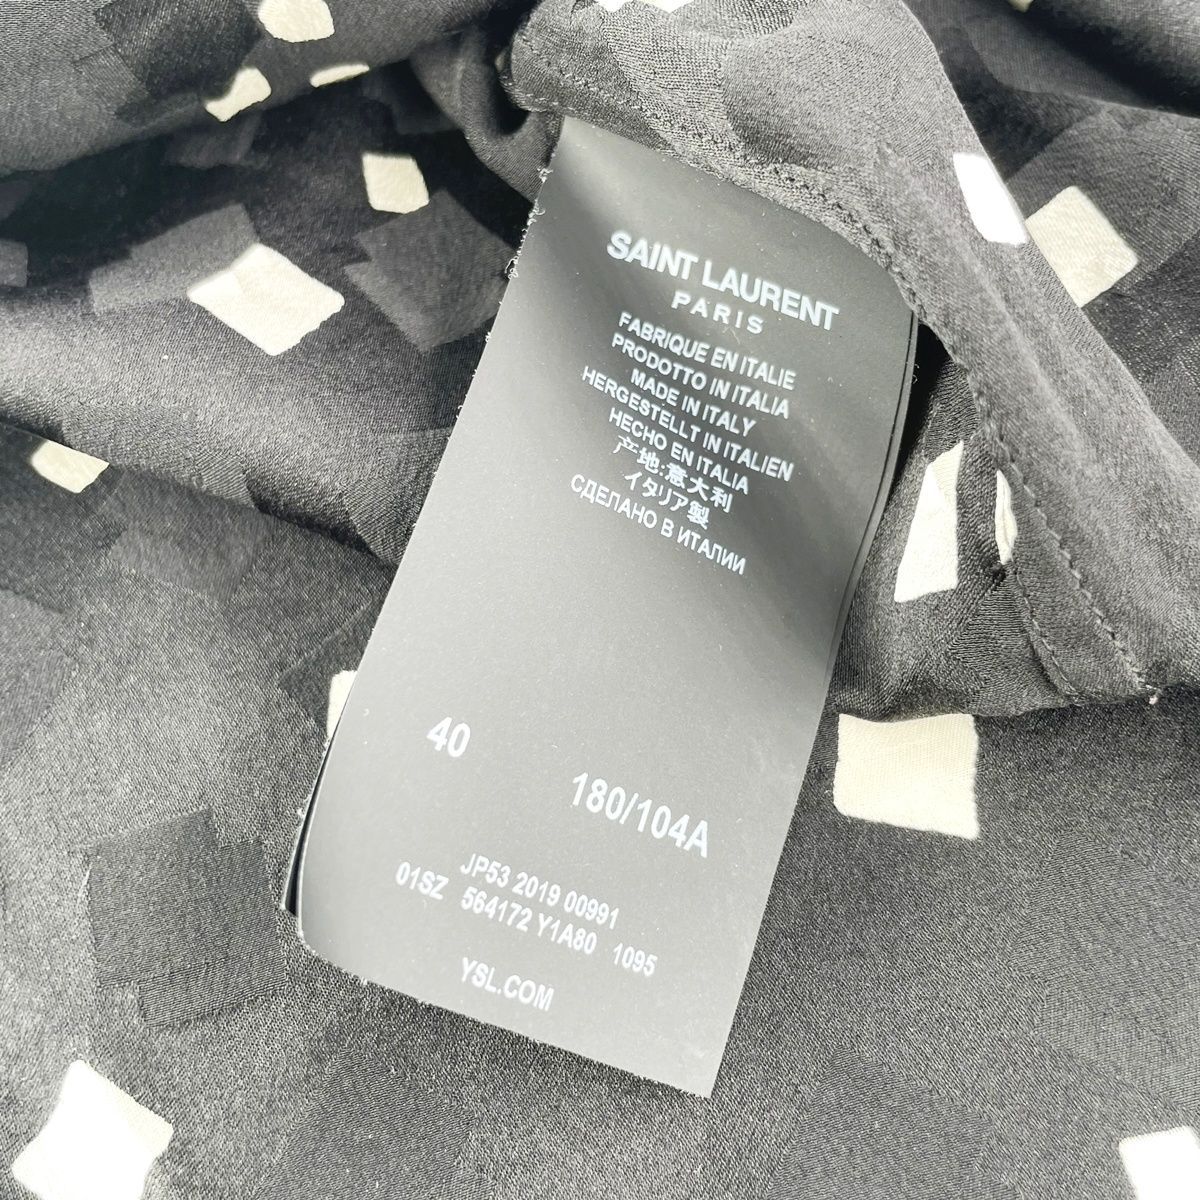 SAINT LAURENT
PARIS
FABRIQUE EN ITALIE
PRODOTTO IN ITALIA
MADE IN ITALY
HERGESTELLT IN ITALIEN
HECHO EN ITALIA
产地:意大利
イタリア製
СДЕЛАНО В ИТАЛИИ
40 180/104A
JP53 2019 00991
01SZ 564172 Y1A80 1095
YSL.COM